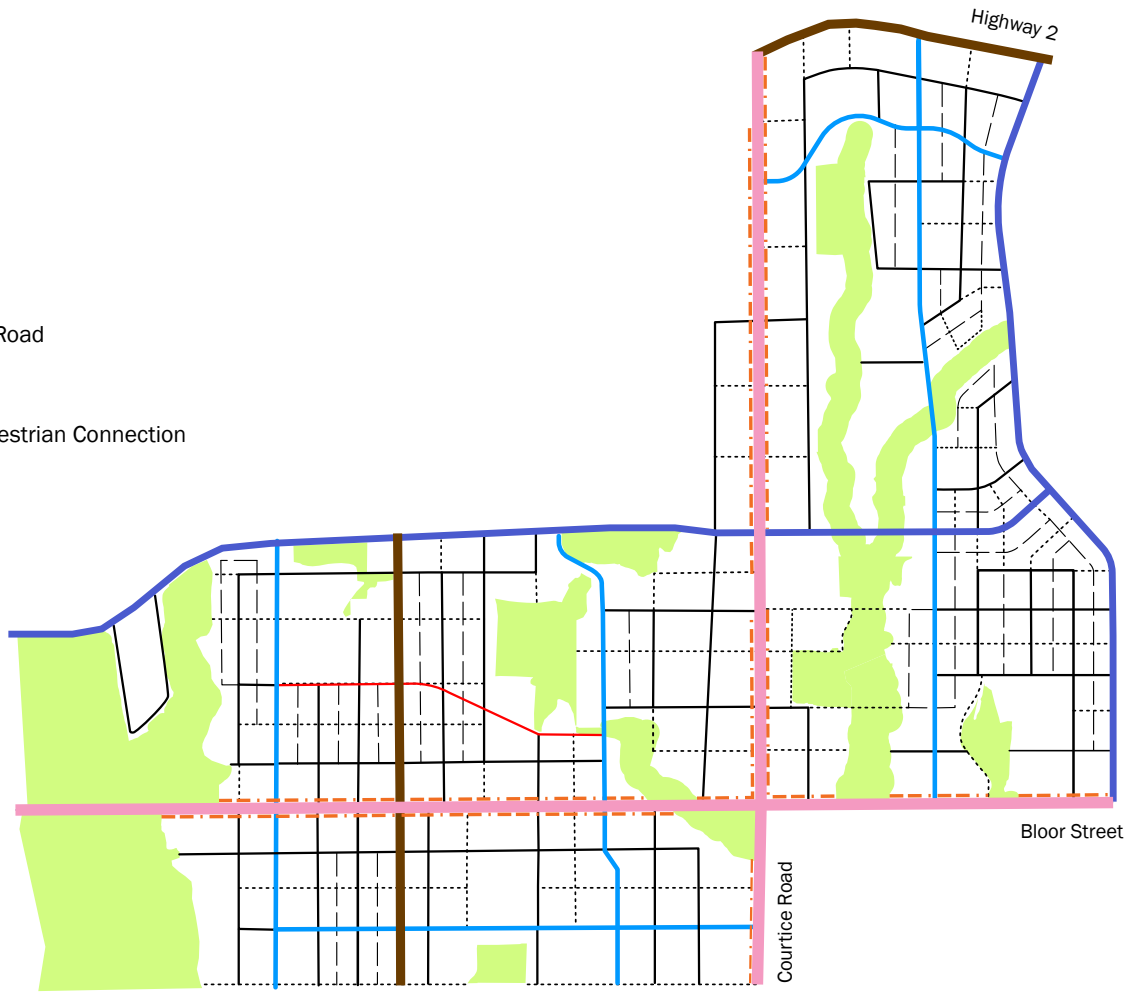 Highway 2
Road
estrian Connection
Bloor Street
Courtice Road